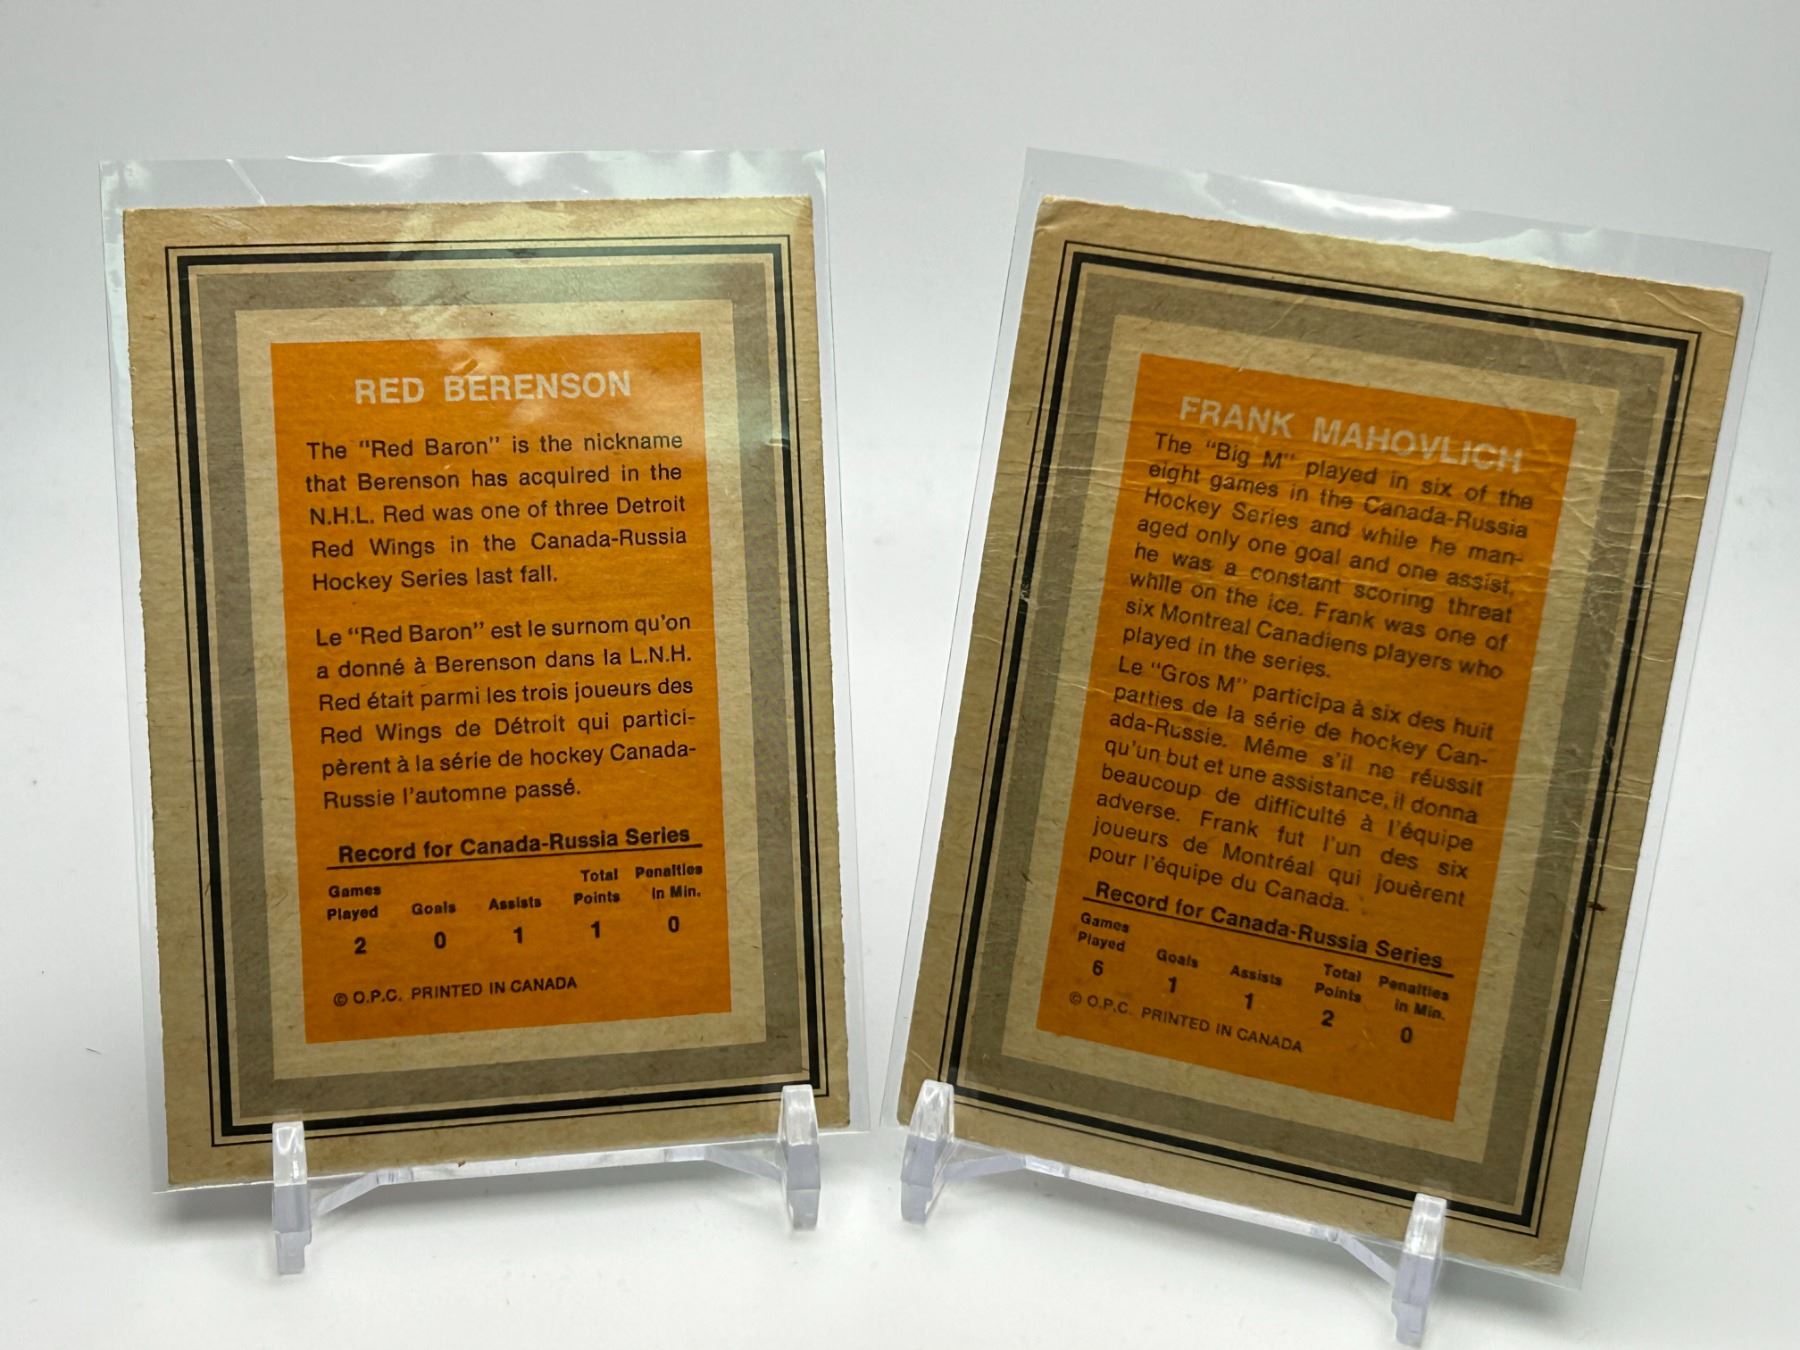 RED BERENSON
The "Red Baron" is the nickname
that Berenson has acquired in the
N.H.L. Red was one of three Detroit
Red Wings in the Canada-Russia
Hockey Series last fall.
Le "Red Baron" est le surnom qu'on
a donné à Berenson dans la L.N.H.
Red était parmi les trois joueurs des
Red Wings de Détroit qui partici-
pèrent à la série de hockey Canada-
Russie l'automne passé.
Record for Canada-Russia Series
Games Played Goals Assists Total Points Penalties in Min.
2 0 1 1 0
© O.P.C. PRINTED IN CANADA
FRANK MAHOVLICH
The "Big M" played in six of the
eight games in the Canada-Russia
Hockey Series and while he man-
aged only one goal and one assist,
he was a constant scoring threat
while on the ice. Frank was one of
six Montreal Canadiens players who
played in the series.
Le "Gros M" participa à six des huit
parties de la série de hockey Can-
ada-Russie. Même s'il ne réussit
qu'un but et une assistance, il donna
beaucoup de difficulté à l'équipe
adverse. Frank fut l'un des six
joueurs de Montréal qui jouèrent
pour l'équipe du Canada.
Record for Canada-Russia Series
Games Played Goals Assists Total Points Penalties in Min.
6 1 1 2 0
© O.P.C. PRINTED IN CANADA